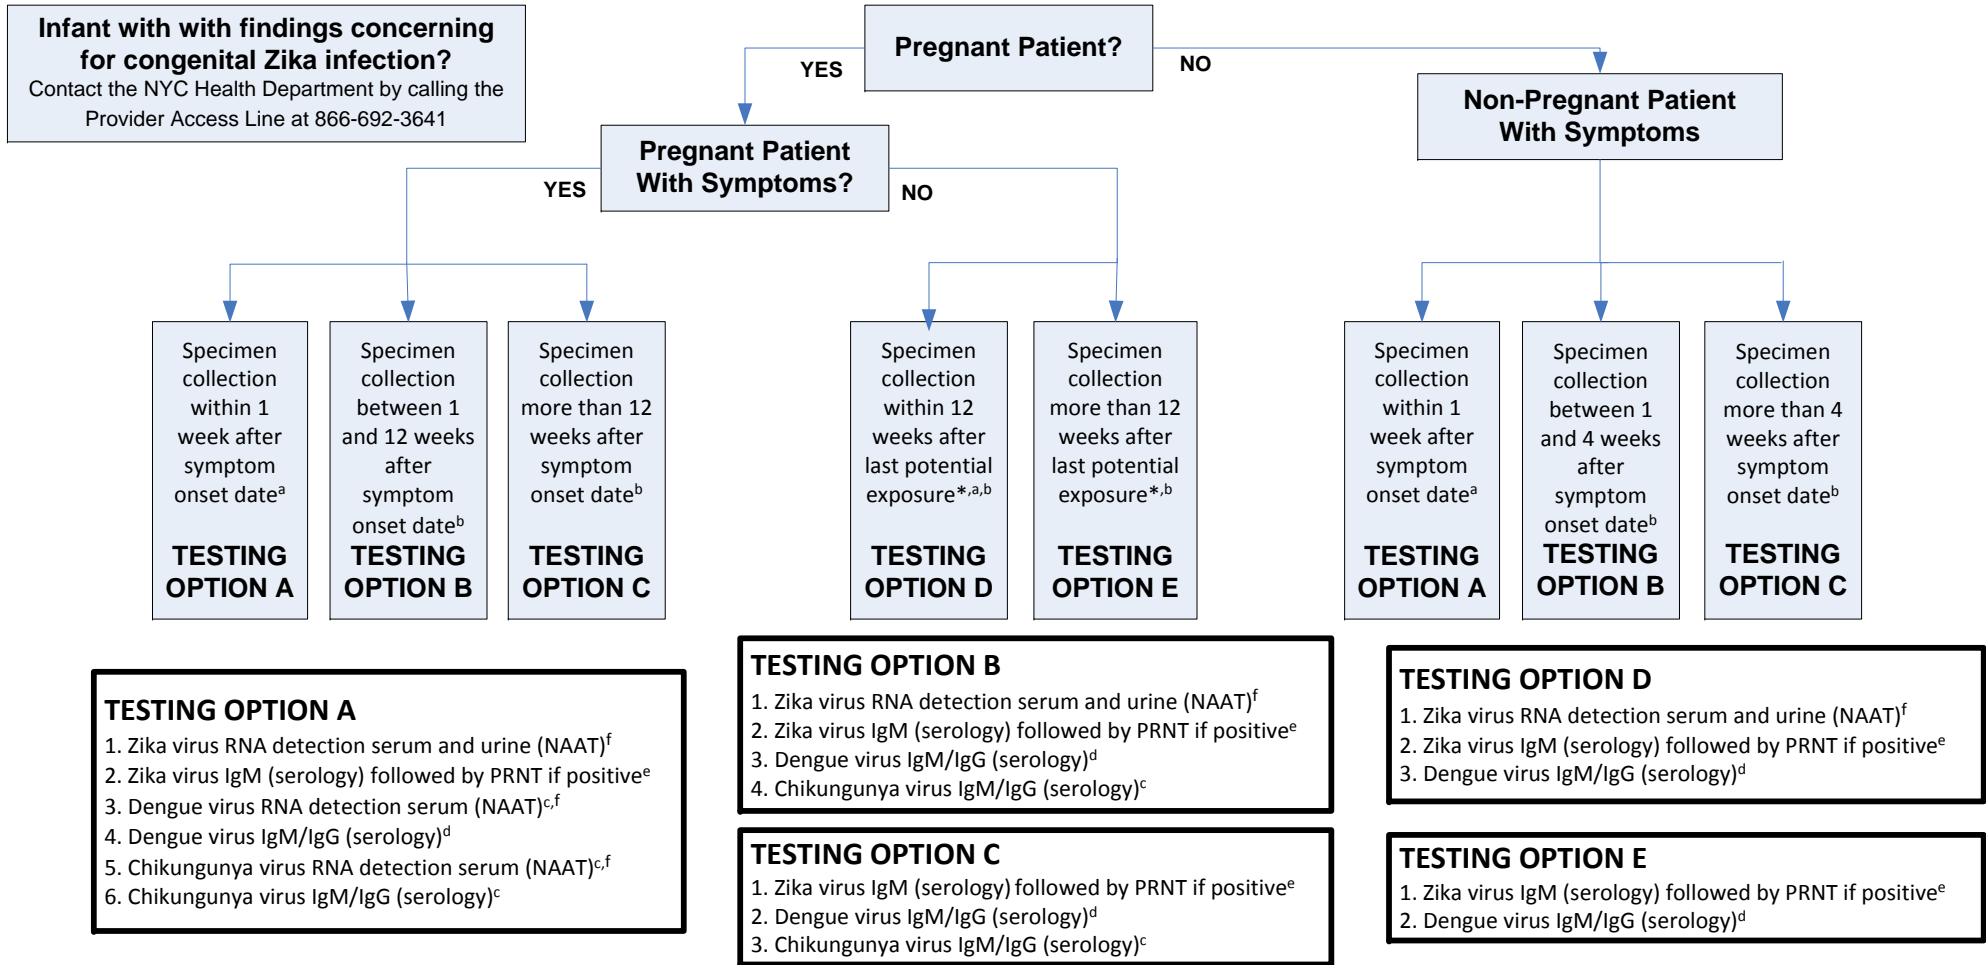 Infant with with findings concerning
for congenital Zika infection?
Contact the NYC Health Department by calling the
Provider Access Line at 866-692-3641
Pregnant Patient?
YES
NO
Pregnant Patient
With Symptoms?
YES
NO
Non-Pregnant Patient
With Symptoms
Specimen
collection
within 1
week after
symptom
onset dateᵃ
TESTING
OPTION A
Specimen
collection
between 1
and 12 weeks
after
symptom
onset dateᵇ
TESTING
OPTION B
Specimen
collection
more than 12
weeks after
symptom
onset dateᵇ
TESTING
OPTION C
Specimen
collection
within 12
weeks after
last potential
exposure*,ᵃ,ᵇ
TESTING
OPTION D
Specimen
collection
more than 12
weeks after
last potential
exposure*,ᵇ
TESTING
OPTION E
Specimen
collection
within 1
week after
symptom
onset dateᵃ
TESTING
OPTION A
Specimen
collection
between 1
and 4 weeks
after
symptom
onset dateᵇ
TESTING
OPTION B
Specimen
collection
more than 4
weeks after
symptom
onset dateᵇ
TESTING
OPTION C
TESTING OPTION A
1. Zika virus RNA detection serum and urine (NAAT)ᶠ
2. Zika virus IgM (serology) followed by PRNT if positiveᵉ
3. Dengue virus RNA detection serum (NAAT)ᶜ,ᶠ
4. Dengue virus IgM/IgG (serology)ᵈ
5. Chikungunya virus RNA detection serum (NAAT)ᶜ,ᶠ
6. Chikungunya virus IgM/IgG (serology)ᶜ
TESTING OPTION B
1. Zika virus RNA detection serum and urine (NAAT)ᶠ
2. Zika virus IgM (serology) followed by PRNT if positiveᵉ
3. Dengue virus IgM/IgG (serology)ᵈ
4. Chikungunya virus IgM/IgG (serology)ᶜ
TESTING OPTION C
1. Zika virus IgM (serology) followed by PRNT if positiveᵉ
2. Dengue virus IgM/IgG (serology)ᵈ
3. Chikungunya virus IgM/IgG (serology)ᶜ
TESTING OPTION D
1. Zika virus RNA detection serum and urine (NAAT)ᶠ
2. Zika virus IgM (serology) followed by PRNT if positiveᵉ
3. Dengue virus IgM/IgG (serology)ᵈ
TESTING OPTION E
1. Zika virus IgM (serology) followed by PRNT if positiveᵉ
2. Dengue virus IgM/IgG (serology)ᵈ